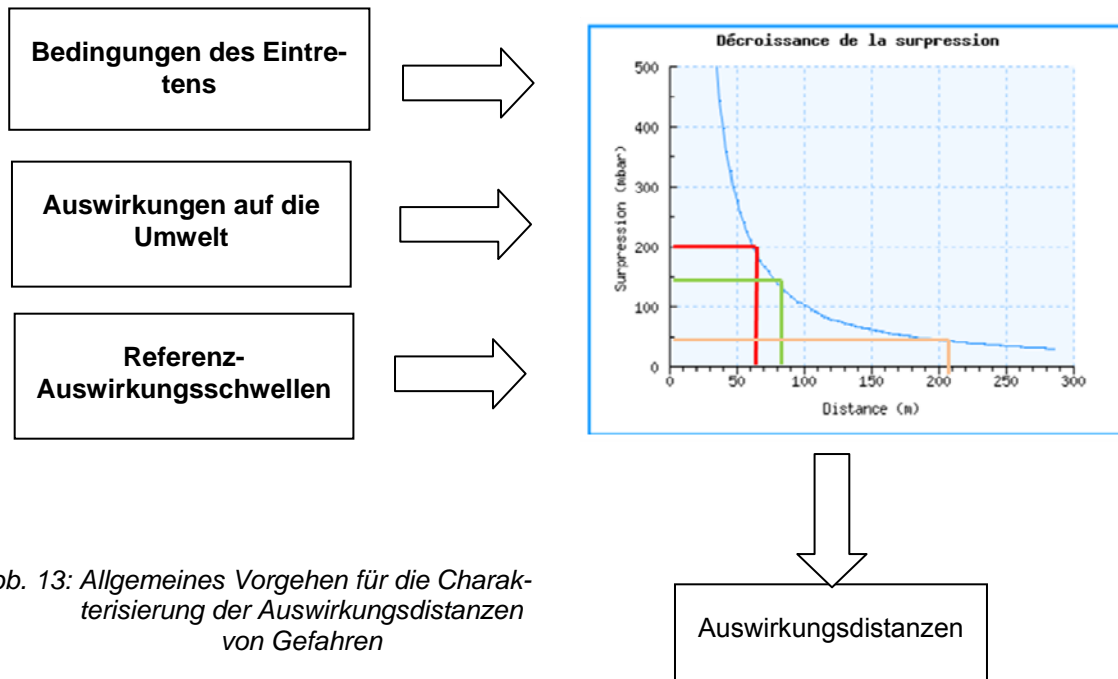 Bedingungen des Eintre-
tens
Auswirkungen auf die
Umwelt
Referenz-
Auswirkungsschwellen
Décroissance de la surpression
Surpression (mbar)
500
400
300
200
100
0
0 50 100 150 200 250 300
Distance (m)
bb. 13: Allgemeines Vorgehen für die Charak-
terisierung der Auswirkungsdistanzen
von Gefahren
Auswirkungsdistanzen